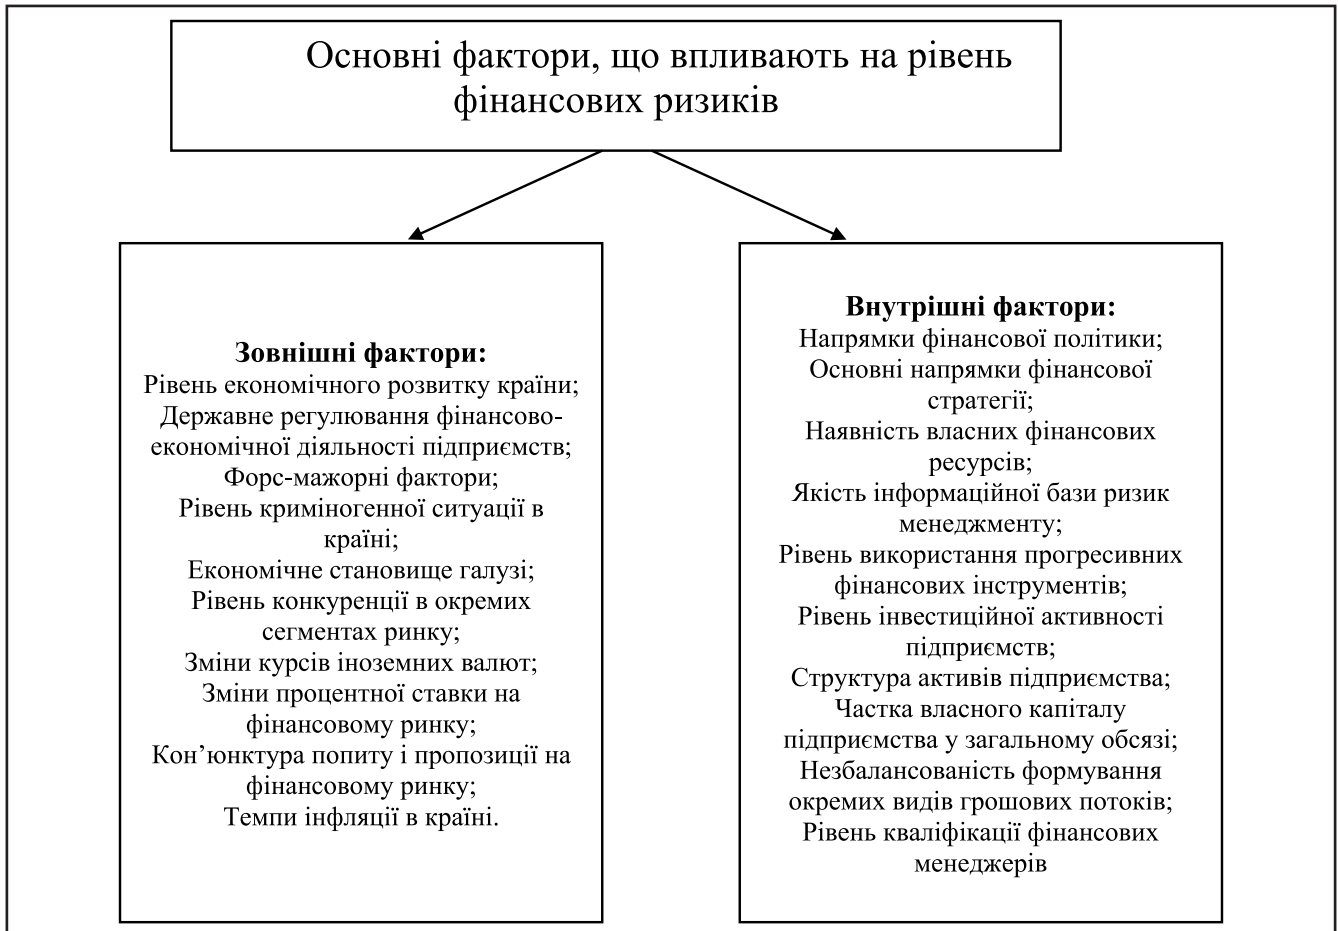 Основні фактори, що впливають на рівень
фінансових ризиків
Зовнішні фактори:
Рівень економічного розвитку країни;
Державне регулювання фінансово-
економічної діяльності підприємств;
Форс-мажорні фактори;
Рівень криміногенної ситуації в
країні;
Економічне становище галузі;
Рівень конкуренції в окремих
сегментах ринку;
Зміни курсів іноземних валют;
Зміни процентної ставки на
фінансовому ринку;
Кон’юнктура попиту і пропозиції на
фінансовому ринку;
Темпи інфляції в країні.
Внутрішні фактори:
Напрямки фінансової політики;
Основні напрямки фінансової
стратегії;
Наявність власних фінансових
ресурсів;
Якість інформаційної бази ризик
менеджменту;
Рівень використання прогресивних
фінансових інструментів;
Рівень інвестиційної активності
підприємств;
Структура активів підприємства;
Частка власного капіталу
підприємства у загальному обсязі;
Незбалансованість формування
окремих видів грошових потоків;
Рівень кваліфікації фінансових
менеджерів